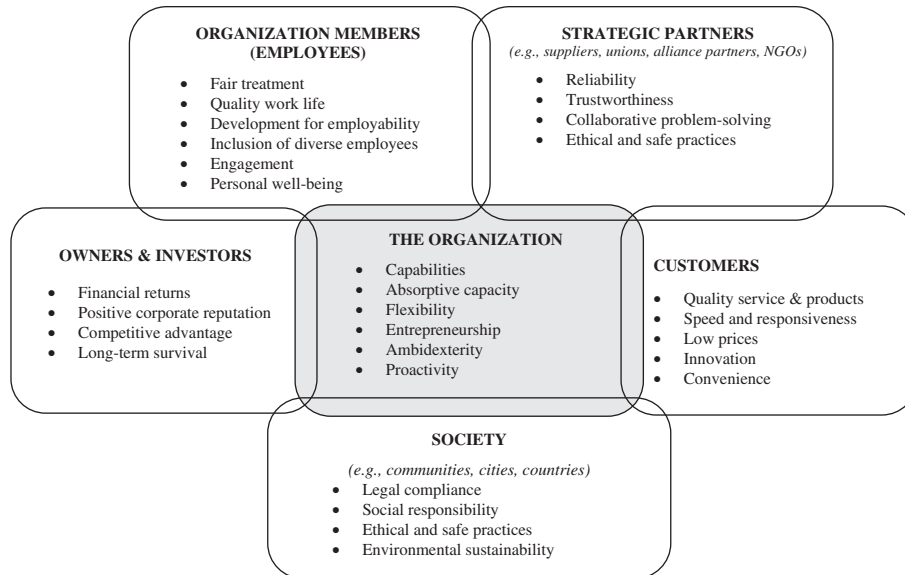 ORGANIZATION MEMBERS
(EMPLOYEES)
• Fair treatment
• Quality work life
• Development for employability
• Inclusion of diverse employees
• Engagement
• Personal well-being
STRATEGIC PARTNERS
(e.g., suppliers, unions, alliance partners, NGOs)
• Reliability
• Trustworthiness
• Collaborative problem-solving
• Ethical and safe practices
OWNERS & INVESTORS
• Financial returns
• Positive corporate reputation
• Competitive advantage
• Long-term survival
THE ORGANIZATION
• Capabilities
• Absorptive capacity
• Flexibility
• Entrepreneurship
• Ambidexterity
• Proactivity
CUSTOMERS
• Quality service & products
• Speed and responsiveness
• Low prices
• Innovation
• Convenience
SOCIETY
(e.g., communities, cities, countries)
• Legal compliance
• Social responsibility
• Ethical and safe practices
• Environmental sustainability